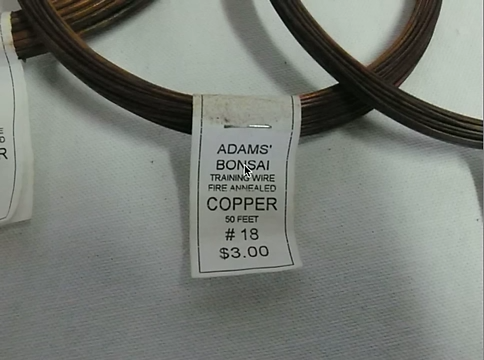 ADAMS'
BONSAI
TRAINING WIRE
FIRE ANNEALED
COPPER
50 FEET
# 18
$3.00
R